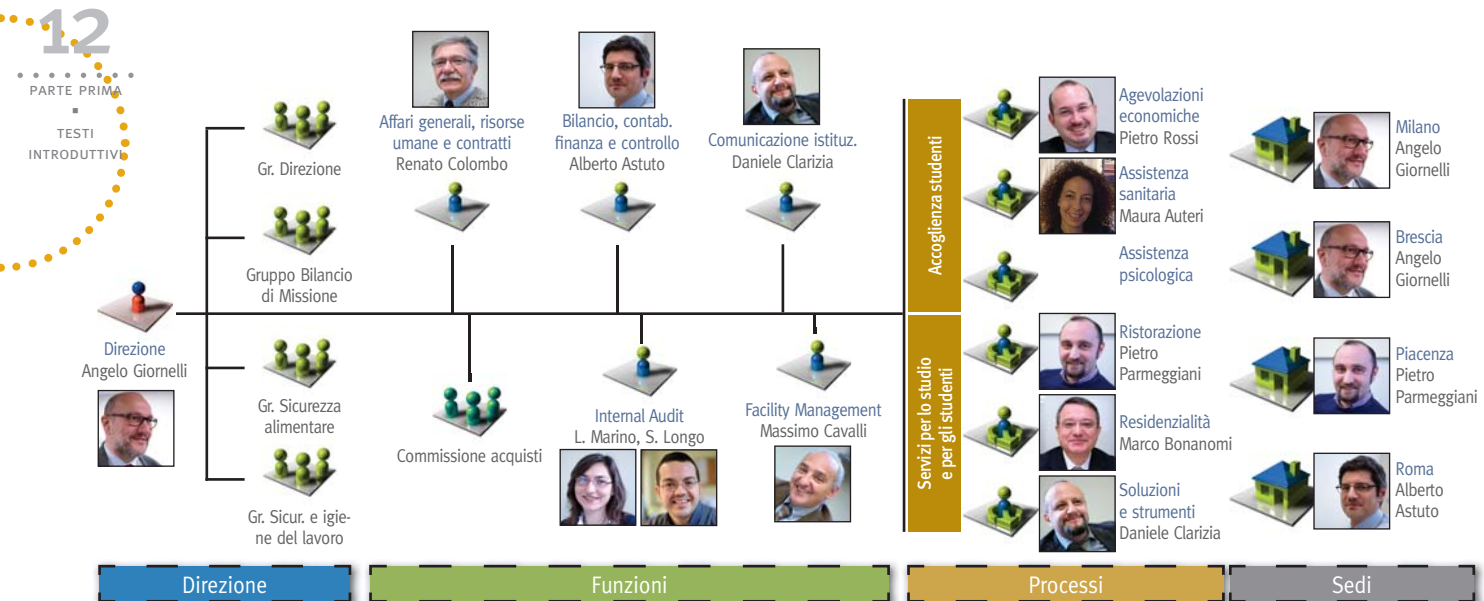 12
PARTE PRIMA
TESTI
INTRODUTTIVI
Direzione
Angelo Giornelli
Gr. Direzione
Gruppo Bilancio
di Missione
Gr. Sicurezza
alimentare
Gr. Sicur. e igie-
ne del lavoro
Affari generali, risorse
umane e contratti
Renato Colombo
Bilancio, contab.
finanza e controllo
Alberto Astuto
Comunicazione istituz.
Daniele Clarizia
Commissione acquisti
Internal Audit
L. Marino, S. Longo
Facility Management
Massimo Cavalli
Accoglienza studenti
Agevolazioni
economiche
Pietro Rossi
Assistenza
sanitaria
Maura Auteri
Assistenza
psicologica
Servizi per lo studio
e per gli studenti
Ristorazione
Pietro
Parmeggiani
Residenzialità
Marco Bonanomi
Soluzioni
e strumenti
Daniele Clarizia
Milano
Angelo
Giornelli
Brescia
Angelo
Giornelli
Piacenza
Pietro
Parmeggiani
Roma
Alberto
Astuto
Direzione
Funzioni
Processi
Sedi